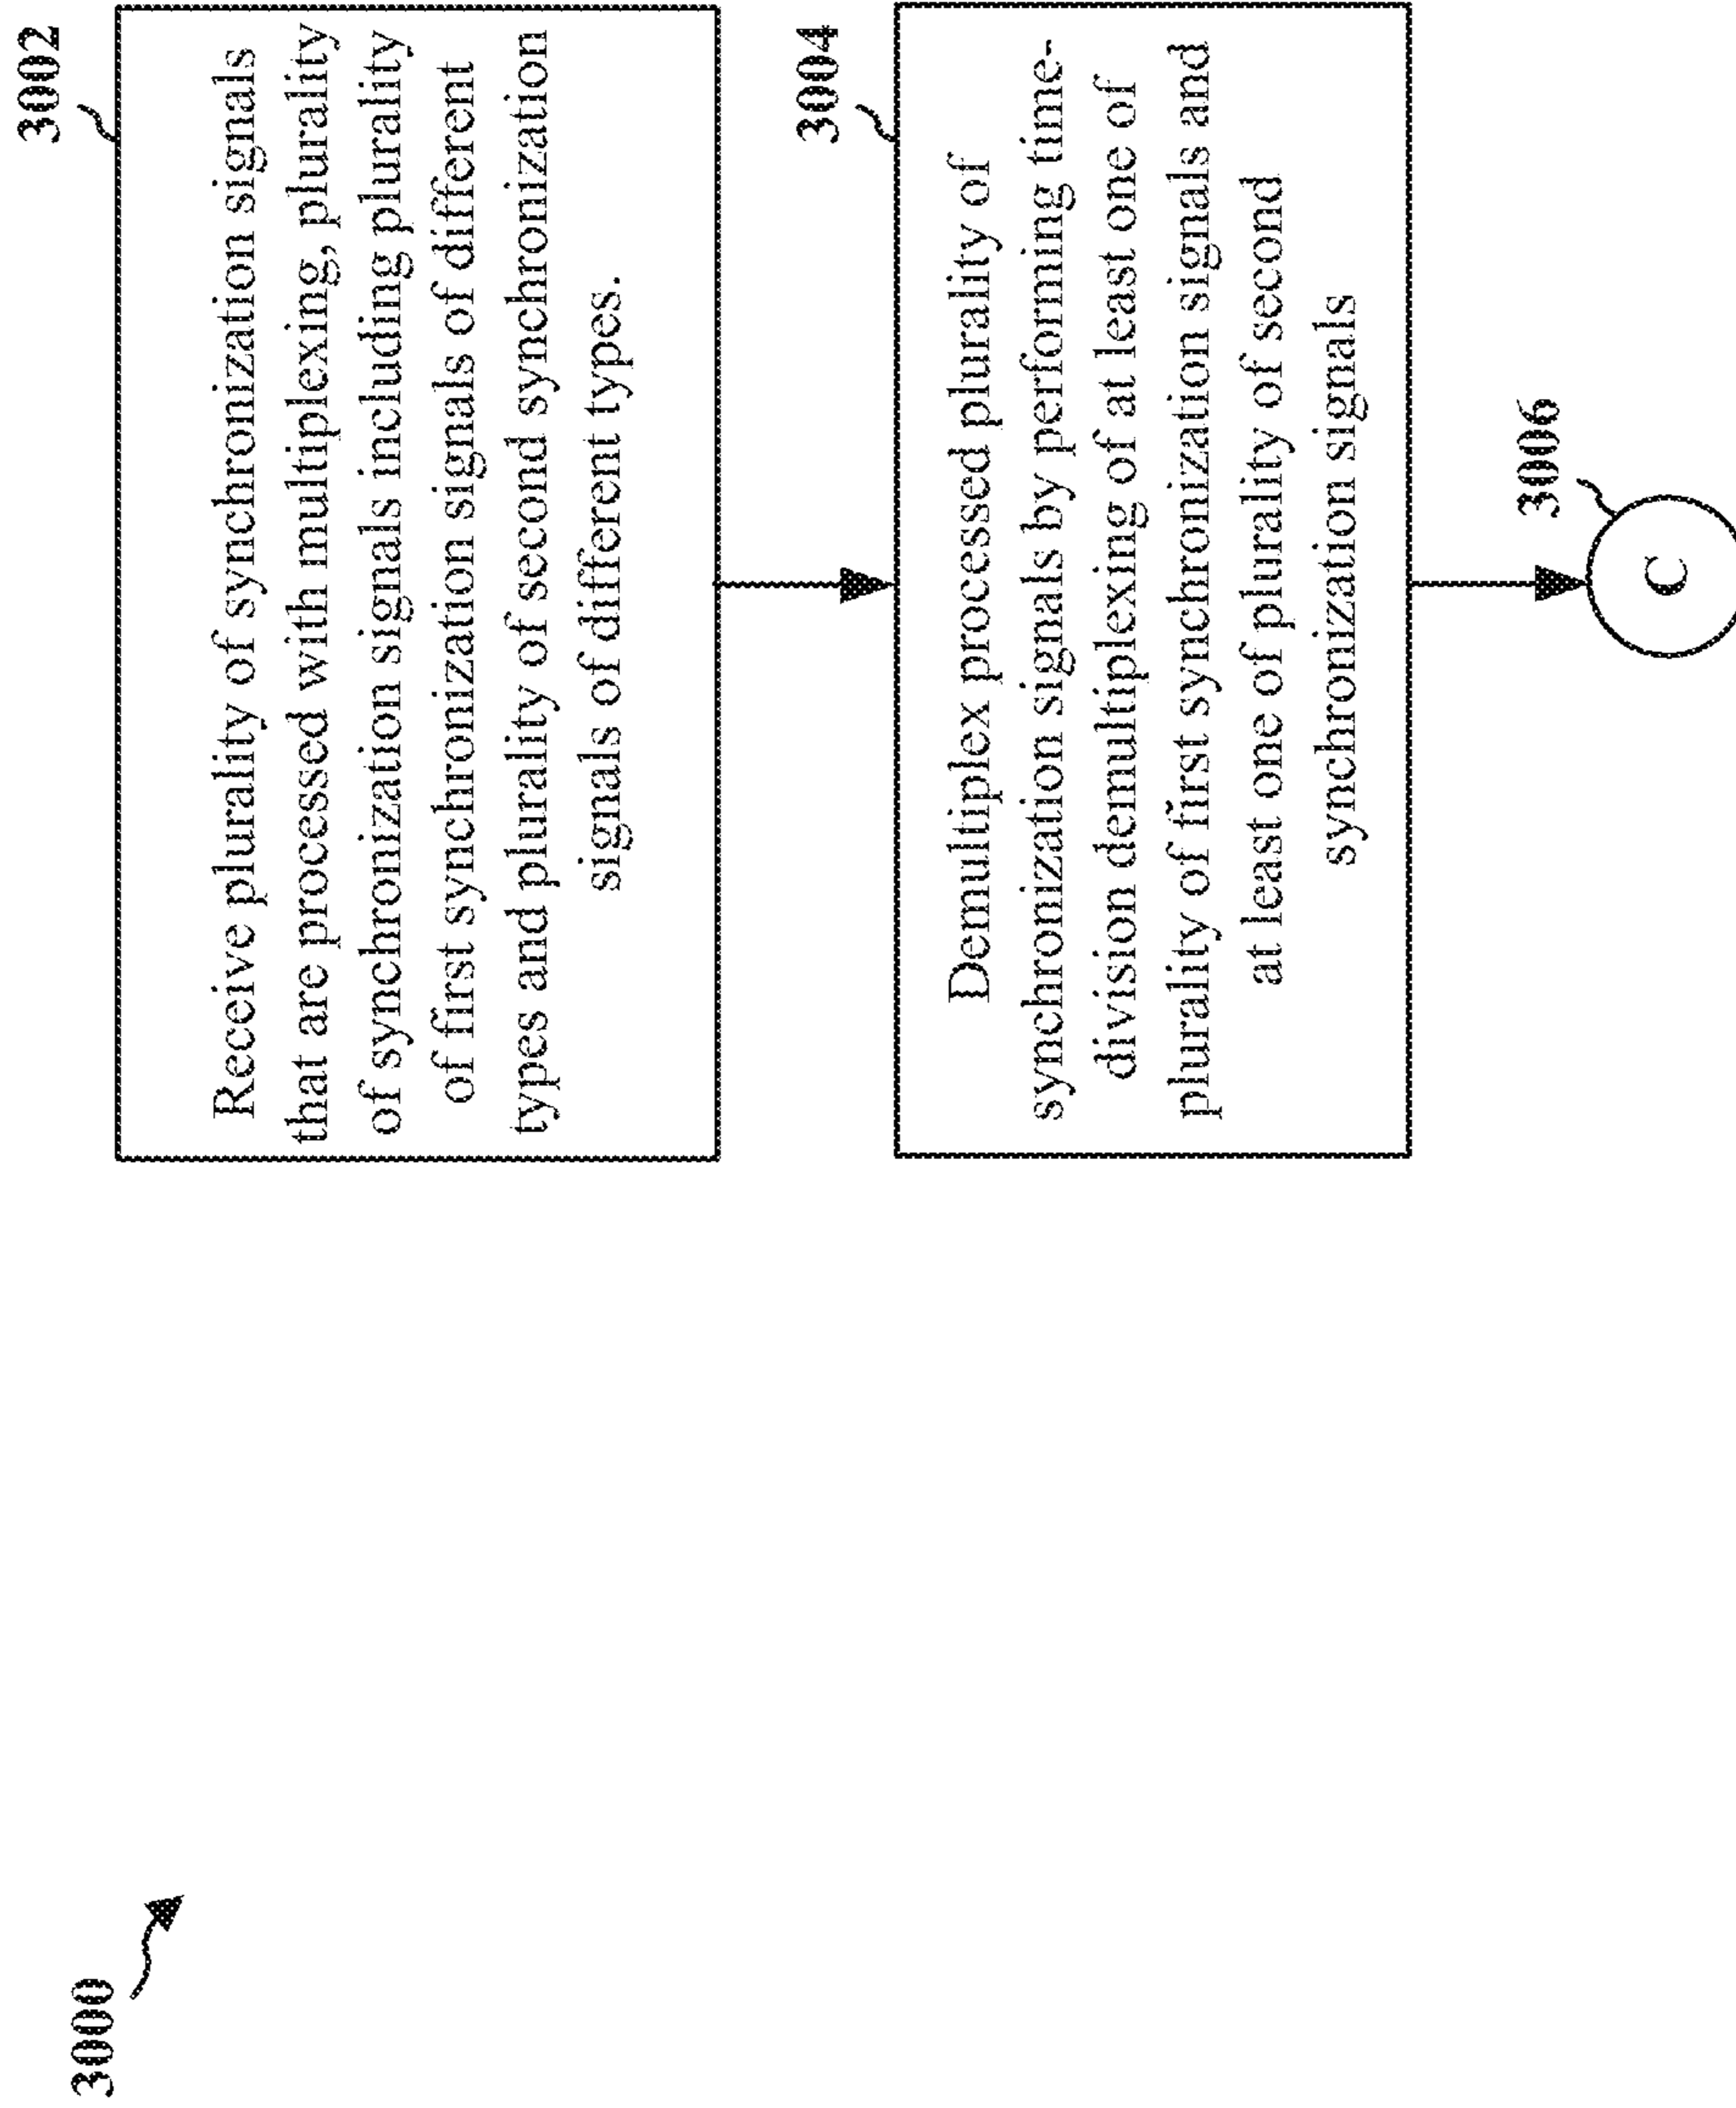 3000
3002
Receive plurality of synchronization signals
that are processed with multiplexing, plurality
of synchronization signals including plurality
of first synchronization signals of different
types and plurality of second synchronization
signals of different types.
3004
Demultiplex processed plurality of
synchronization signals by performing time-
division demultiplexing of at least one of
plurality of first synchronization signals and
at least one of plurality of second
synchronization signals
3006
C